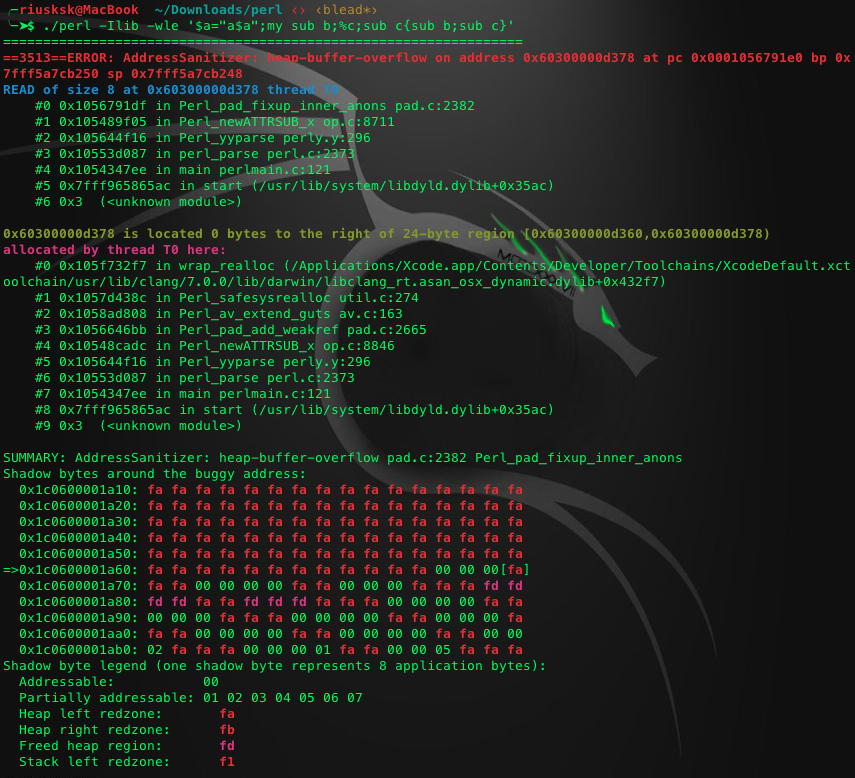 riusksk@MacBook ~/Downloads/perl ‹› ‹blead*›
➤$ ./perl -Ilib -wle '$a="a$a";my sub b;%c;sub c{sub b;sub c}'
=================================================================
==3513==ERROR: AddressSanitizer: heap-buffer-overflow on address 0x60300000d378 at pc 0x0001056791e0 bp 0x
7fff5a7cb250 sp 0x7fff5a7cb248
READ of size 8 at 0x60300000d378 thread T0
    #0 0x1056791df in Perl_pad_fixup_inner_anons pad.c:2382
    #1 0x105489f05 in Perl_newATTRSUB_x op.c:8711
    #2 0x105644f16 in Perl_yyparse perly.y:296
    #3 0x10553d087 in perl_parse perl.c:2373
    #4 0x1054347ee in main perlmain.c:121
    #5 0x7fff965865ac in start (/usr/lib/system/libdyld.dylib+0x35ac)
    #6 0x3  (<unknown module>)

0x60300000d378 is located 0 bytes to the right of 24-byte region [0x60300000d360,0x60300000d378)
allocated by thread T0 here:
    #0 0x105f732f7 in wrap_realloc (/Applications/Xcode.app/Contents/Developer/Toolchains/XcodeDefault.xct
oolchain/usr/lib/clang/7.0.0/lib/darwin/libclang_rt.asan_osx_dynamic.dylib+0x432f7)
    #1 0x1057d438c in Perl_safesysrealloc util.c:274
    #2 0x1058ad808 in Perl_av_extend_guts av.c:163
    #3 0x1056646bb in Perl_pad_add_weakref pad.c:2665
    #4 0x10548cadc in Perl_newATTRSUB_x op.c:8846
    #5 0x105644f16 in Perl_yyparse perly.y:296
    #6 0x10553d087 in perl_parse perl.c:2373
    #7 0x1054347ee in main perlmain.c:121
    #8 0x7fff965865ac in start (/usr/lib/system/libdyld.dylib+0x35ac)
    #9 0x3  (<unknown module>)

SUMMARY: AddressSanitizer: heap-buffer-overflow pad.c:2382 Perl_pad_fixup_inner_anons
Shadow bytes around the buggy address:
  0x1c0600001a10: fa fa fa fa fa fa fa fa fa fa fa fa fa fa fa fa
  0x1c0600001a20: fa fa fa fa fa fa fa fa fa fa fa fa fa fa fa fa
  0x1c0600001a30: fa fa fa fa fa fa fa fa fa fa fa fa fa fa fa fa
  0x1c0600001a40: fa fa fa fa fa fa fa fa fa fa fa fa fa fa fa fa
  0x1c0600001a50: fa fa fa fa fa fa fa fa fa fa fa fa fa fa fa fa
=>0x1c0600001a60: fa fa fa fa fa fa fa fa fa fa fa fa 00 00 00[fa]
  0x1c0600001a70: fa fa 00 00 00 00 fa fa 00 00 00 fa fa fa fd fd
  0x1c0600001a80: fd fd fa fa fd fd fd fa fa fa 00 00 00 00 fa fa
  0x1c0600001a90: 00 00 00 fa fa fa 00 00 00 00 fa fa 00 00 00 fa
  0x1c0600001aa0: fa fa 00 00 00 00 fa fa 00 00 00 00 fa fa 00 00
  0x1c0600001ab0: 02 fa fa fa 00 00 00 01 fa fa 00 00 05 fa fa fa
Shadow byte legend (one shadow byte represents 8 application bytes):
  Addressable:           00
  Partially addressable: 01 02 03 04 05 06 07
  Heap left redzone:       fa
  Heap right redzone:      fb
  Freed heap region:       fd
  Stack left redzone:      f1